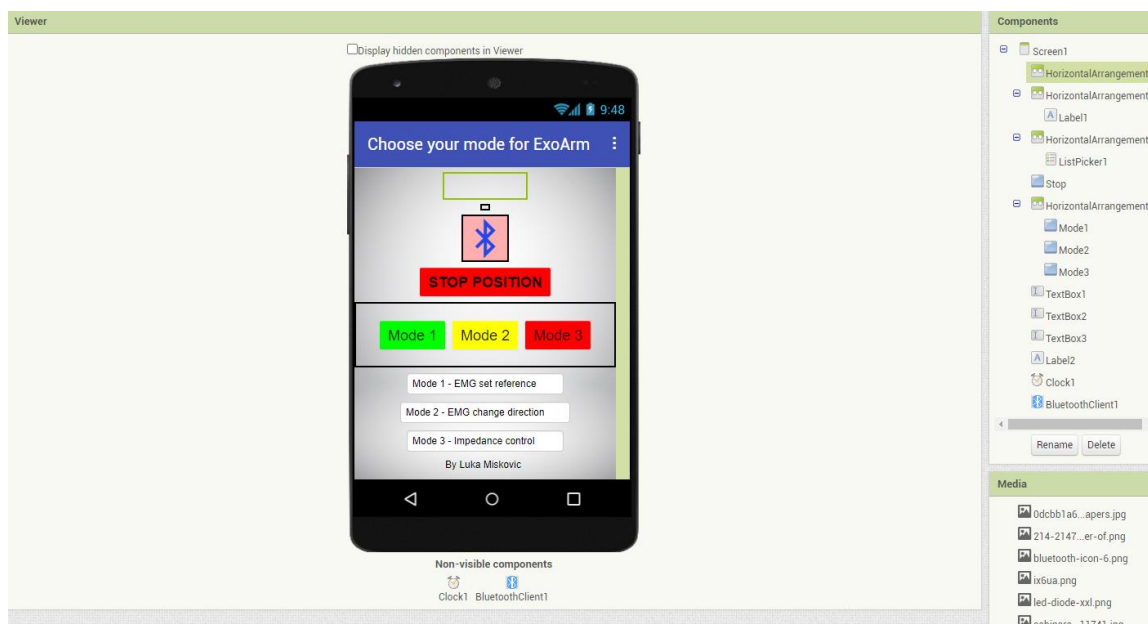 Viewer
Display hidden components in Viewer
9:48
Choose your mode for ExoArm
STOP POSITION
Mode 1 Mode 2 Mode 3
Mode 1 - EMG set reference
Mode 2 - EMG change direction
Mode 3 - Impedance control
By Luka Miskovic
Non-visible components
Clock1 BluetoothClient1
Components
Screen1
HorizontalArrangement
HorizontalArrangement
Label1
HorizontalArrangement
ListPicker1
Stop
HorizontalArrangement
Mode1
Mode2
Mode3
TextBox1
TextBox2
TextBox3
Label2
Clock1
BluetoothClient1
Rename Delete
Media
0dcbb1a6...apers.jpg
214-2147...er-of.png
bluetooth-icon-6.png
ix6ua.png
led-diode-xxl.png